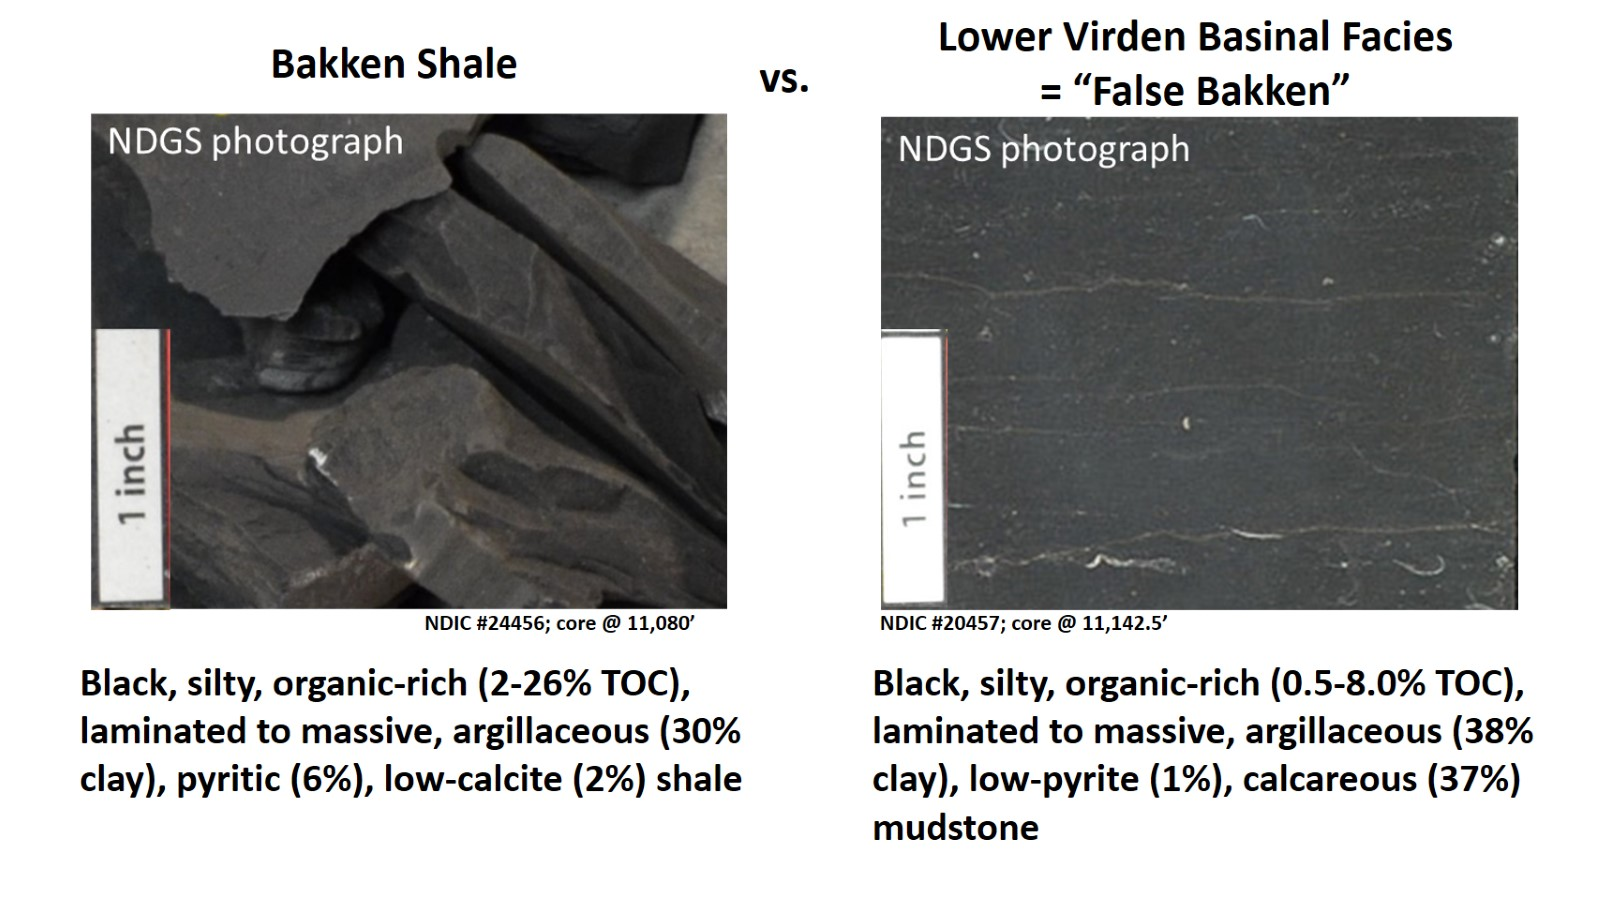 Bakken Shale
vs.
Lower Virden Basinal Facies
= “False Bakken”
NDGS photograph
1 inch
NDIC #24456; core @ 11,080’
Black, silty, organic-rich (2-26% TOC),
laminated to massive, argillaceous (30%
clay), pyritic (6%), low-calcite (2%) shale
NDGS photograph
1 inch
NDIC #20457; core @ 11,142.5’
Black, silty, organic-rich (0.5-8.0% TOC),
laminated to massive, argillaceous (38%
clay), low-pyrite (1%), calcareous (37%)
mudstone